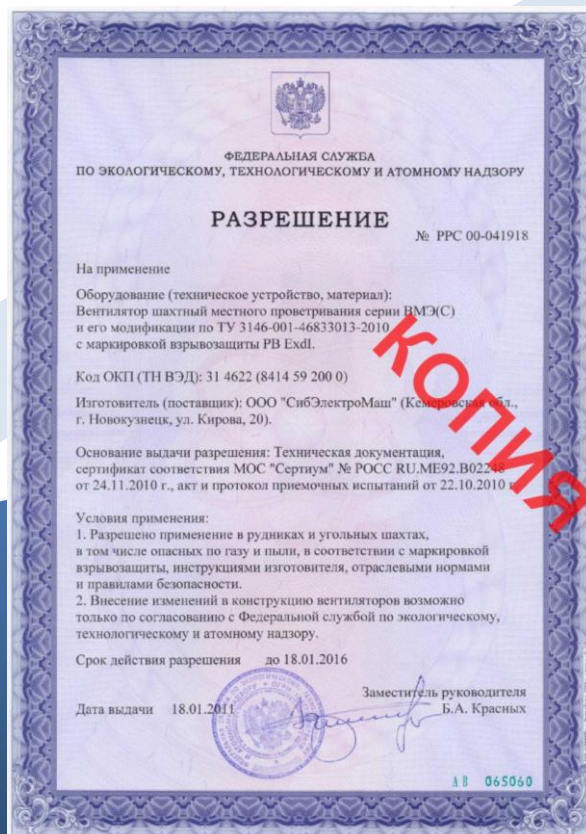 ФЕДЕРАЛЬНАЯ СЛУЖБА
ПО ЭКОЛОГИЧЕСКОМУ, ТЕХНОЛОГИЧЕСКОМУ И АТОМНОМУ НАДЗОРУ
РАЗРЕШЕНИЕ
№ РРС 00-041918
На применение
Оборудование (техническое устройство, материал):
Вентилятор шахтный местного проветривания серии ВМЭ(С)
и его модификации по ТУ 3146-001-46833013-2010
с маркировкой взрывозащиты РВ ExdI.
Код ОКП (ТН ВЭД): 31 4622 (8414 59 200 0)
Изготовитель (поставщик): ООО "СибЭлектроМаш" (Кемеровская обл.,
г. Новокузнецк, ул. Кирова, 20).
Основание выдачи разрешения: Техническая документация,
сертификат соответствия МОС "Сертиум" № РОСС RU.МЕ92.В02248
от 24.11.2010 г., акт и протокол приемочных испытаний от 22.10.2010 г.
Условия применения:
1. Разрешено применение в рудниках и угольных шахтах,
в том числе опасных по газу и пыли, в соответствии с маркировкой
взрывозащиты, инструкциями изготовителя, отраслевыми нормами
и правилами безопасности.
2. Внесение изменений в конструкцию вентиляторов возможно
только по согласованию с Федеральной службой по экологическому,
технологическому и атомному надзору.
Срок действия разрешения до 18.01.2016
Заместитель руководителя
Дата выдачи 18.01.2011 Б.А. Красных
АВ 065060
КОПИЯ